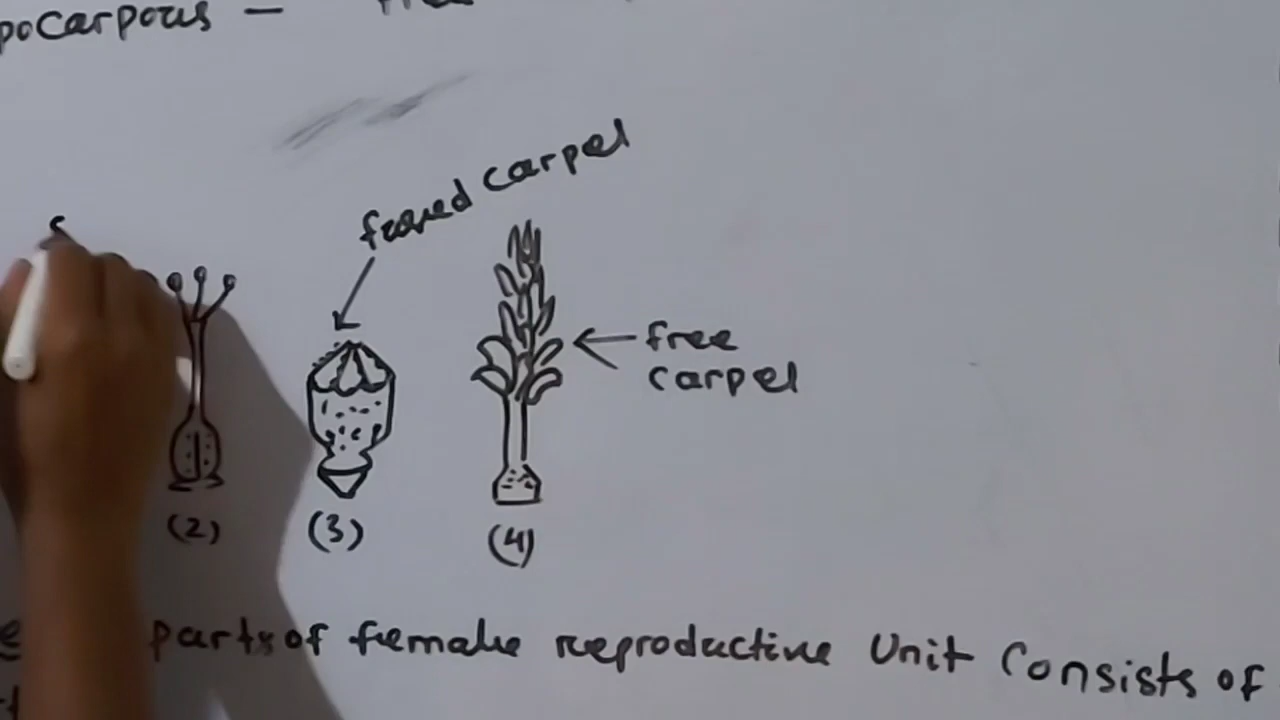 pocarpous –
fused carpel
free
carpel
(2) (3) (4)
parts of female reproductive Unit Consists of